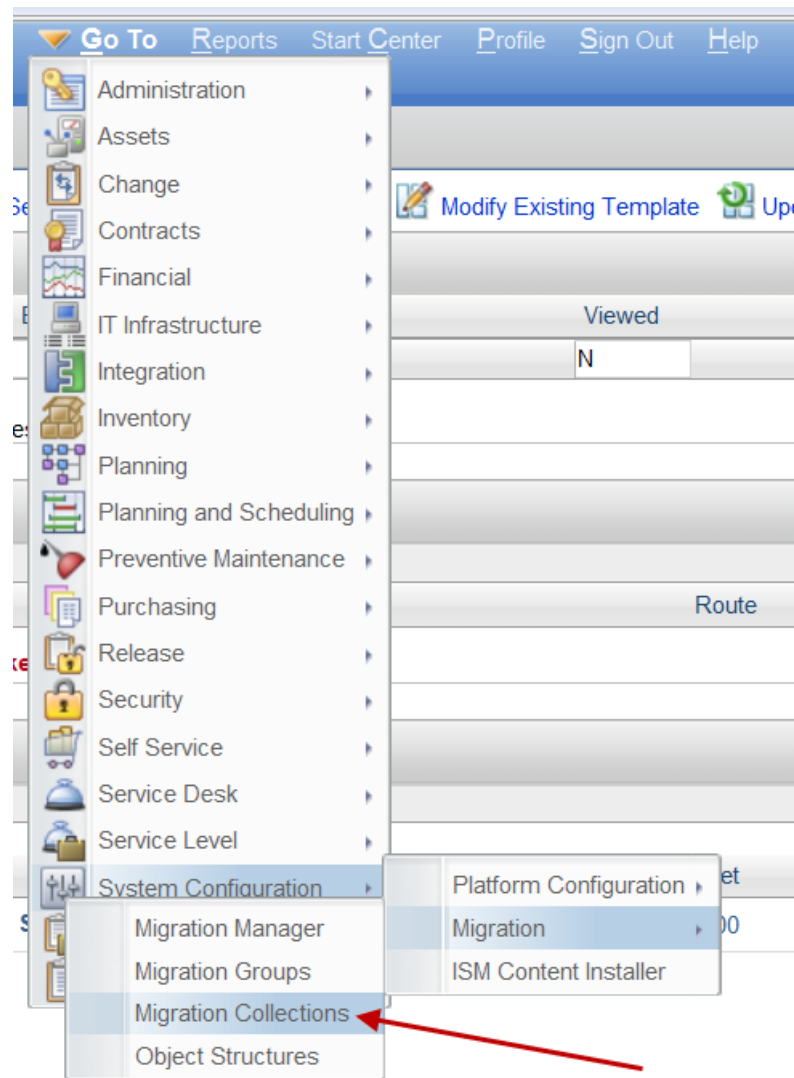 Go To Reports Start Center Profile Sign Out Help
Administration
Assets
Change
Modify Existing Template
Contracts
Financial
IT Infrastructure
Viewed
Integration
N
Inventory
Planning
Planning and Scheduling
Preventive Maintenance
Purchasing
Route
Release
Security
Self Service
Service Desk
Service Level
System Configuration
Platform Configuration
Migration
ISM Content Installer
Migration Manager
Migration Groups
Migration Collections
Object Structures